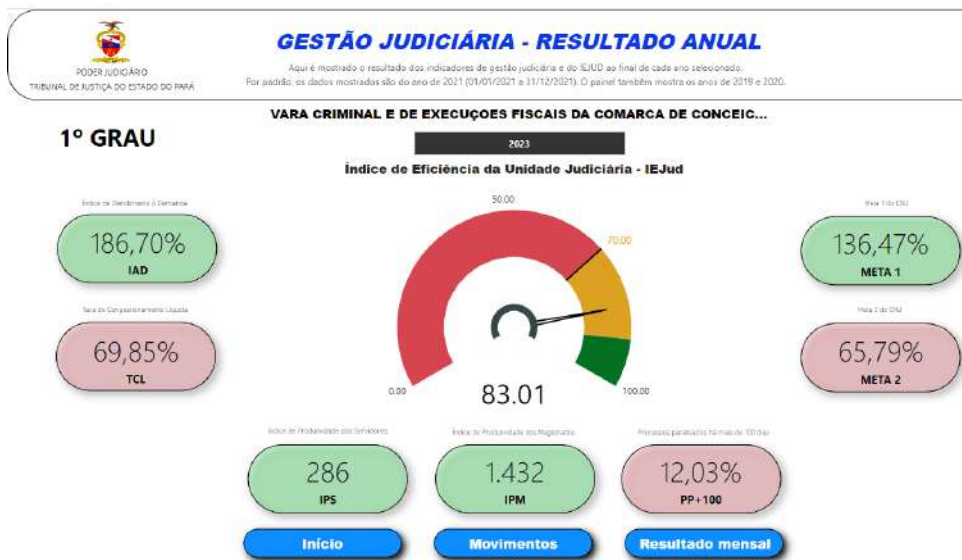 PODER JUDICIÁRIO
TRIBUNAL DE JUSTIÇA DO ESTADO DO PARÁ
GESTÃO JUDICIÁRIA - RESULTADO ANUAL
Aqui é mostrado o resultado dos indicadores de gestão judiciária e do IEJUD ao final de cada ano selecionado.
Por padrão, os dados mostrados são do ano de 2021 (01/01/2021 a 31/12/2021). O painel também mostra os anos de 2019 e 2020.
1º GRAU
VARA CRIMINAL E DE EXECUÇOES FISCAIS DA COMARCA DE CONCEIC...
2023
Índice de Eficiência da Unidade Judiciária - IEJud
Índice de Atendimento À Demanda
186,70%
IAD
Taxa de Congestionamento Líquida
69,85%
TCL
50.00
70.00
0.00
100.00
83.01
Meta 1 do CNJ
136,47%
META 1
Meta 2 do CNJ
65,79%
META 2
Índice de Produtividade dos Servidores
286
IPS
Índice de Produtividade dos Magistrados
1.432
IPM
Processos paralisados há mais de 100 dias
12,03%
PP+100
Início
Movimentos
Resultado mensal